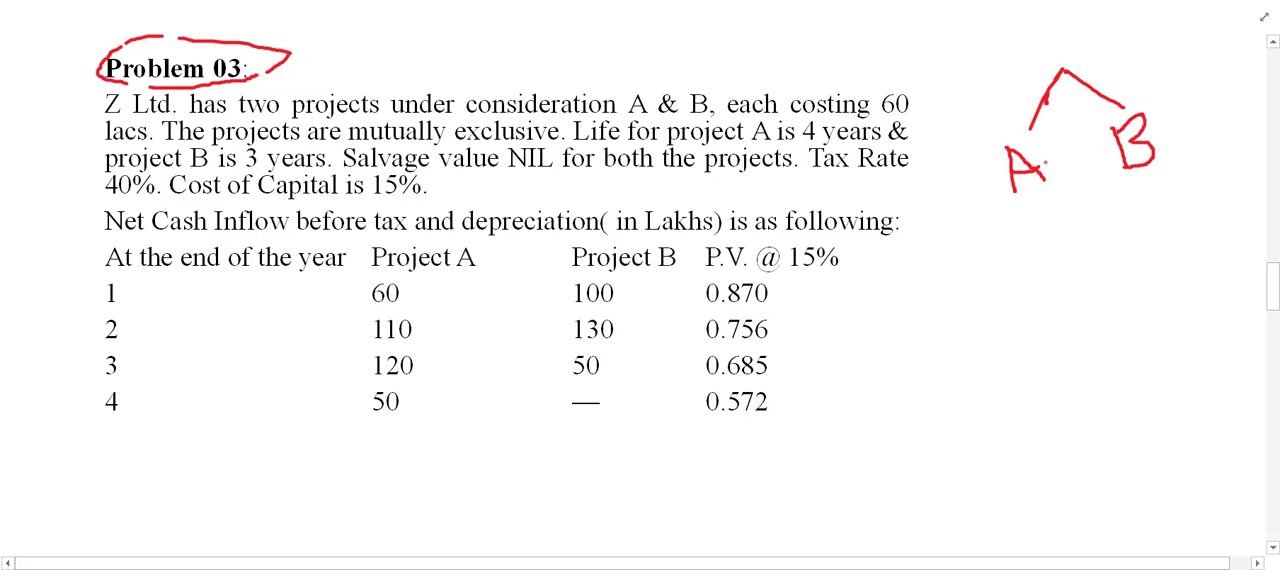 Problem 03:
Z Ltd. has two projects under consideration A & B, each costing 60
lacs. The projects are mutually exclusive. Life for project A is 4 years &
project B is 3 years. Salvage value NIL for both the projects. Tax Rate
40%. Cost of Capital is 15%.
Net Cash Inflow before tax and depreciation( in Lakhs) is as following:
At the end of the year Project A Project B P.V. @ 15%
1 60 100 0.870
2 110 130 0.756
3 120 50 0.685
4 50 — 0.572
A B